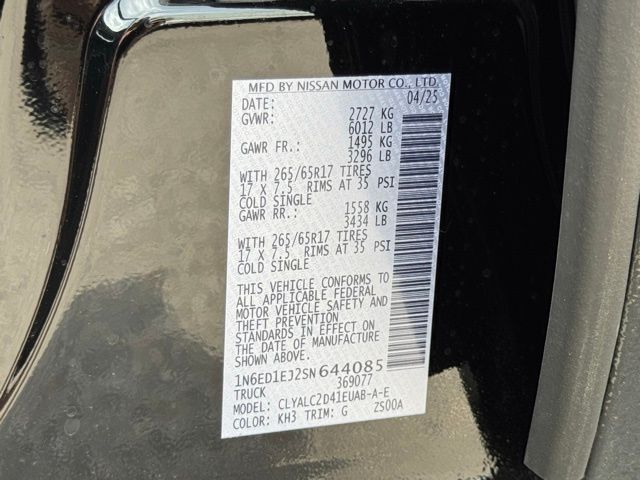 MFD BY NISSAN MOTOR CO., LTD.
DATE: 04/25
GVWR: 2727 KG
6012 LB
GAWR FR.: 1495 KG
3296 LB
WITH 265/65R17 TIRES
17 X 7.5 RIMS AT 35 PSI
COLD SINGLE
GAWR RR.: 1558 KG
3434 LB
WITH 265/65R17 TIRES
17 X 7.5 RIMS AT 35 PSI
COLD SINGLE
THIS VEHICLE CONFORMS TO
ALL APPLICABLE FEDERAL
MOTOR VEHICLE SAFETY AND
THEFT PREVENTION
STANDARDS IN EFFECT ON
THE DATE OF MANUFACTURE
SHOWN ABOVE.
1N6ED1EJ2SN644085
TRUCK 369077
MODEL: CLYALC2D41EUAB-A-E
COLOR: KH3 TRIM: G ZS00A